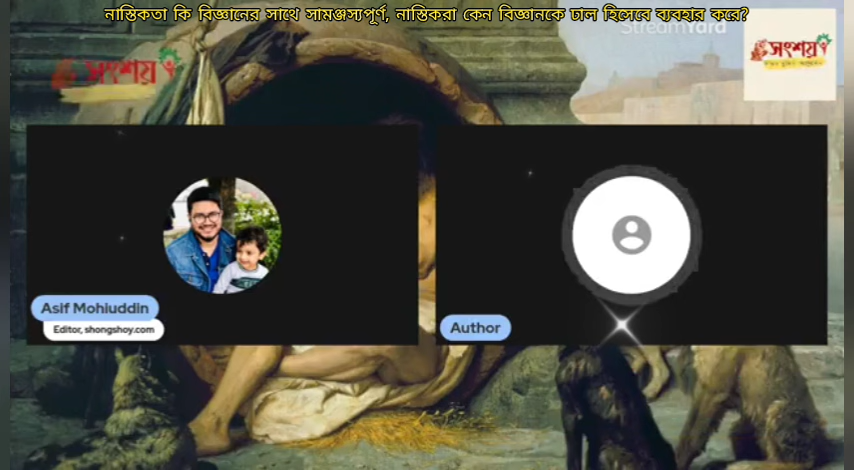 নাস্তিকতা কি বিজ্ঞানের সাথে সামঞ্জস্যপূর্ণ, নাস্তিকরা কেন বিজ্ঞানকে ঢাল হিসেবে ব্যবহার করে?
StreamYard
সংশয়
সংশয়
Asif Mohiuddin
Editor, shongshoy.com
Author